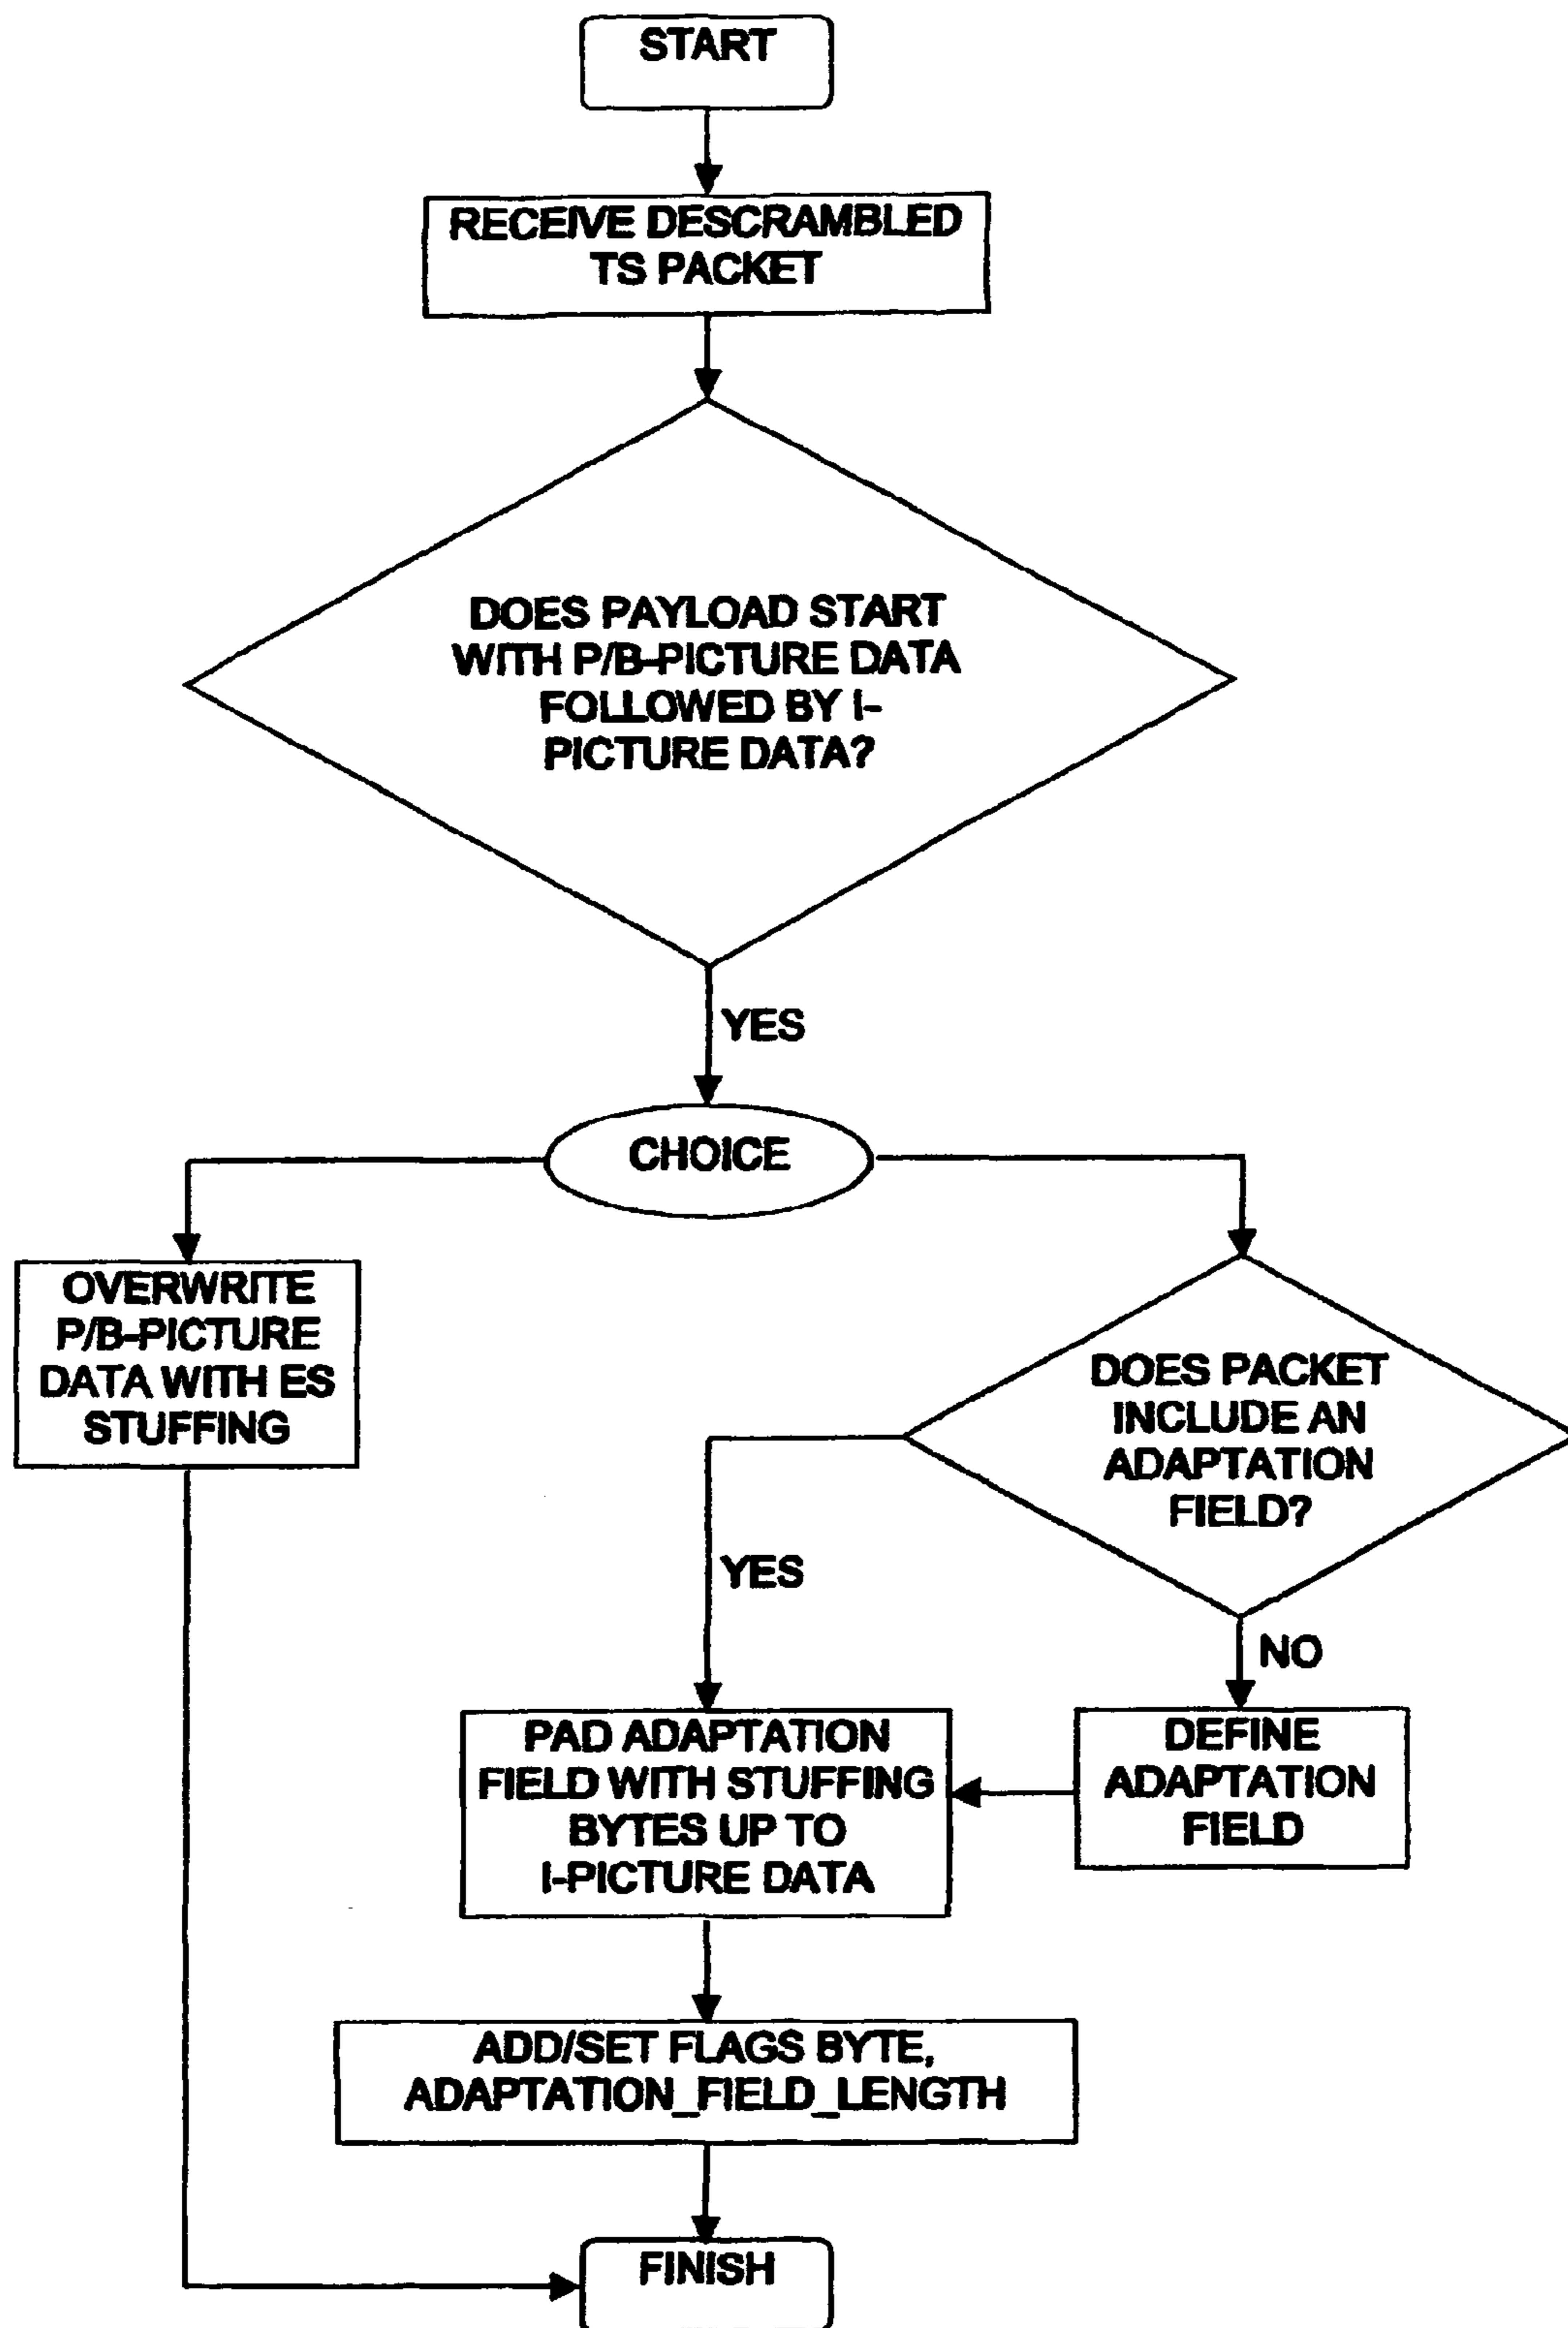 START
RECEIVE DESCRAMBLED
TS PACKET
DOES PAYLOAD START
WITH P/B-PICTURE DATA
FOLLOWED BY I-
PICTURE DATA?
YES
CHOICE
OVERWRITE
P/B-PICTURE
DATA WITH ES
STUFFING
DOES PACKET
INCLUDE AN
ADAPTATION
FIELD?
YES
NO
PAD ADAPTATION
FIELD WITH STUFFING
BYTES UP TO
I-PICTURE DATA
DEFINE
ADAPTATION
FIELD
ADD/SET FLAGS BYTE,
ADAPTATION_FIELD_LENGTH
FINISH